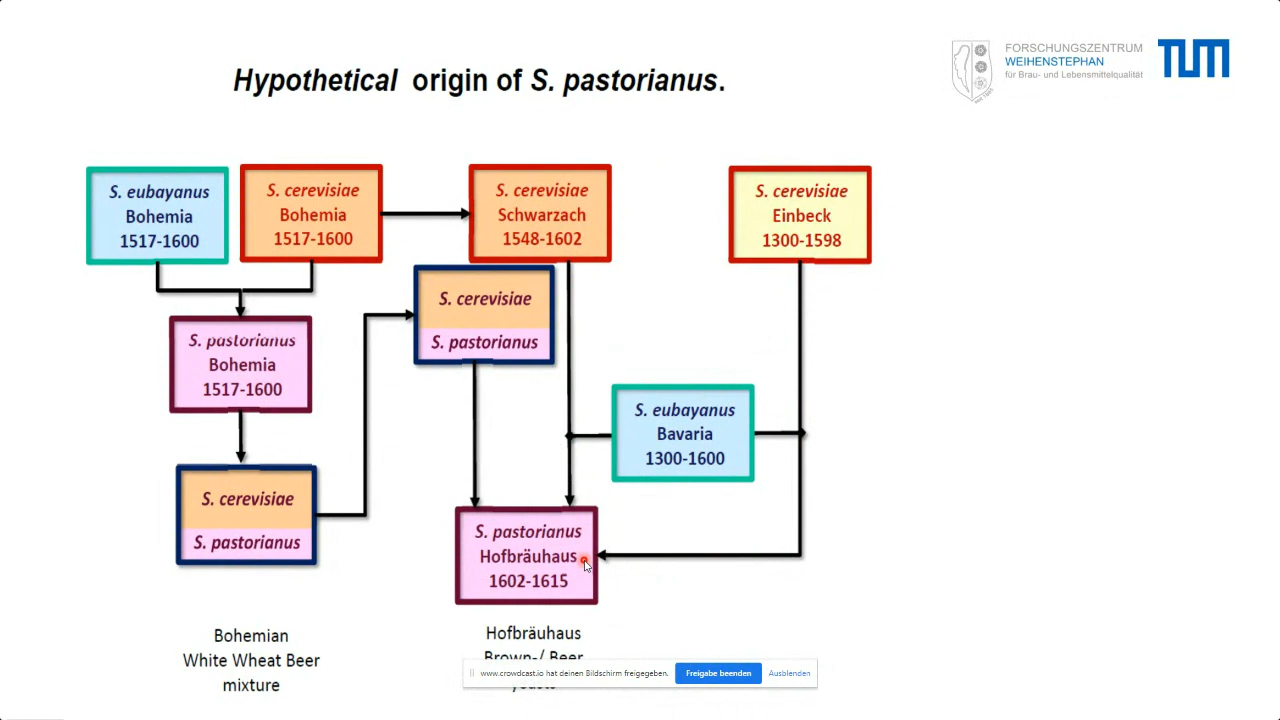 Hypothetical origin of S. pastorianus.
FORSCHUNGSZENTRUM
WEIHENSTEPHAN
für Brau- und Lebensmittelqualität
TUM
S. eubayanus
Bohemia
1517-1600
S. cerevisiae
Bohemia
1517-1600
S. cerevisiae
Schwarzach
1548-1602
S. cerevisiae
Einbeck
1300-1598
S. cerevisiae
S. pastorianus
S. pastorianus
Bohemia
1517-1600
S. eubayanus
Bavaria
1300-1600
S. cerevisiae
S. pastorianus
S. pastorianus
Hofbräuhaus
1602-1615
Bohemian
White Wheat Beer
mixture
Hofbräuhaus
Brown-/ Beer
www.crowdcast.io hat deinen Bildschirm freigegeben.
Freigabe beenden
Ausblenden